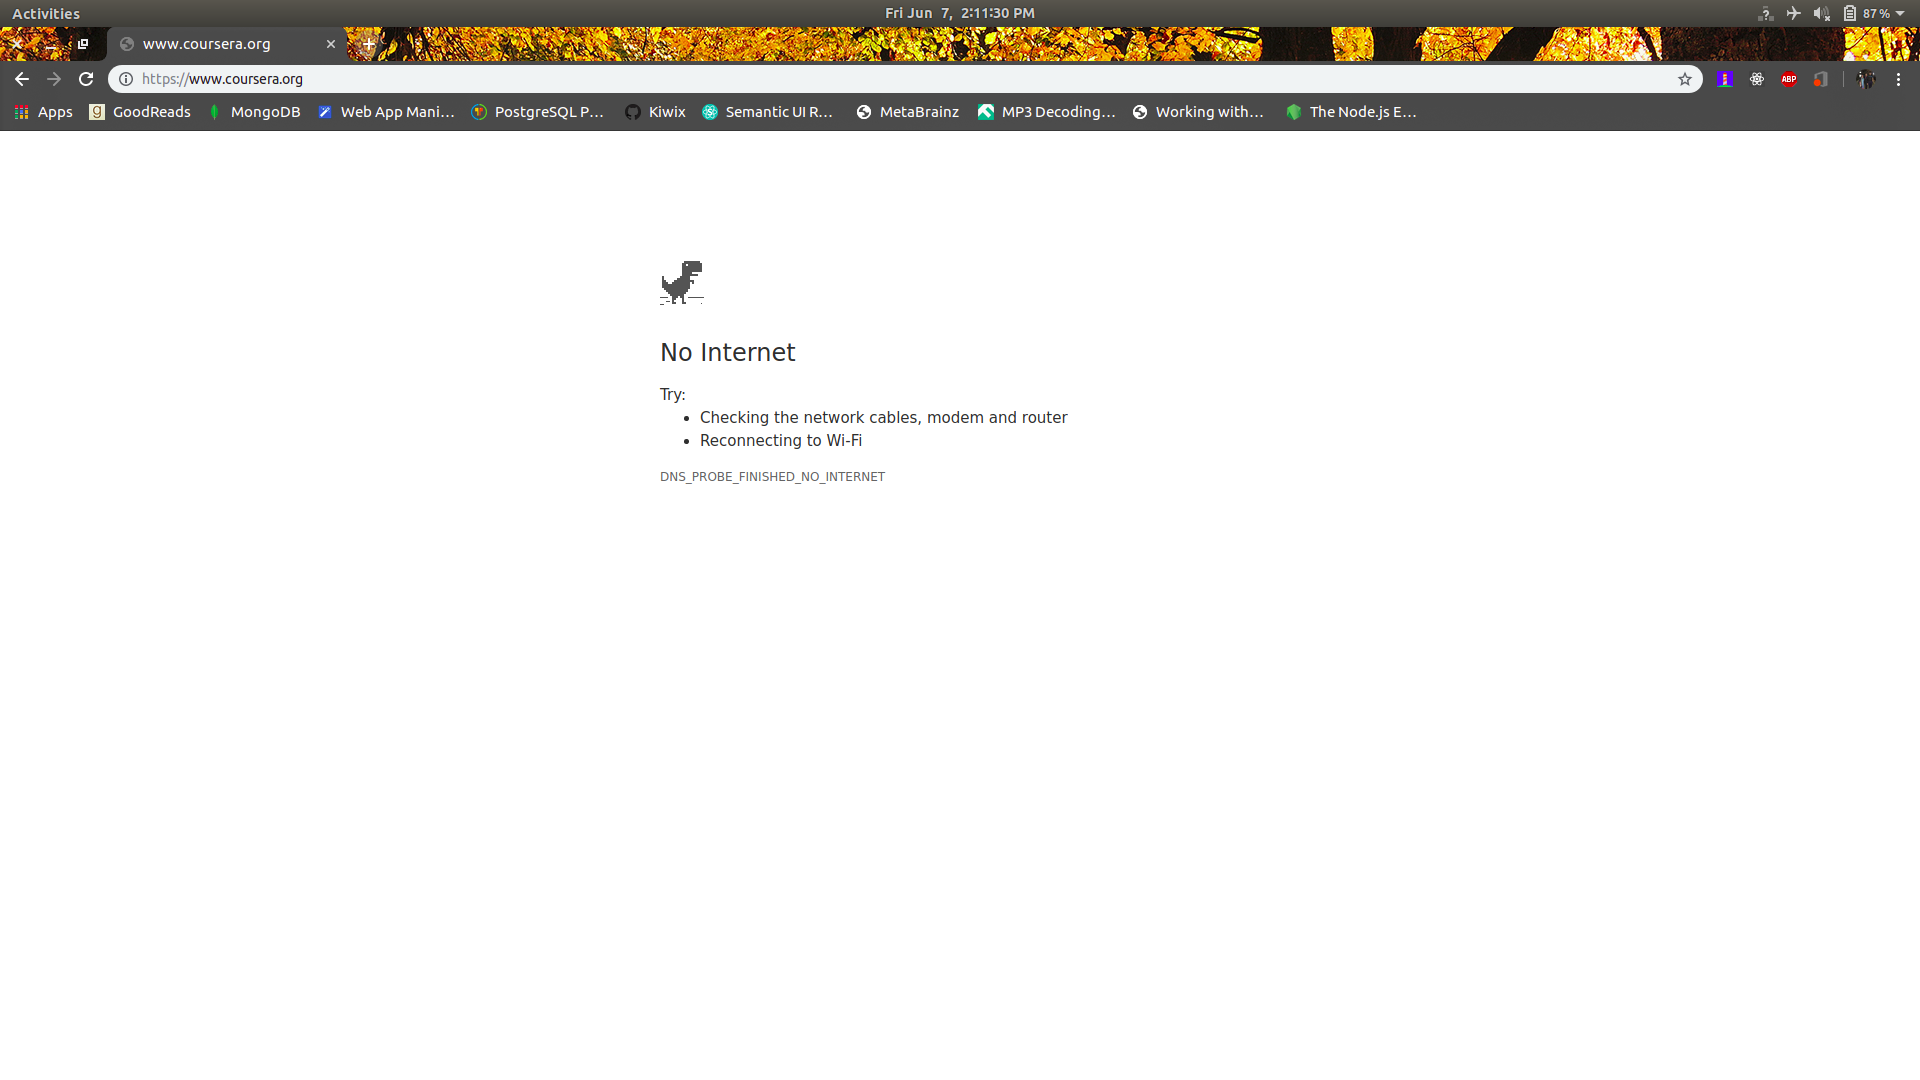 Activities
Fri Jun 7, 2:11:30 PM
87 %
www.coursera.org
https://www.coursera.org
ABP
Apps
g GoodReads
MongoDB
Web App Mani...
PostgreSQL P...
Kiwix
Semantic UI R...
MetaBrainz
MP3 Decoding...
Working with...
The Node.js E...
No Internet
Try:
• Checking the network cables, modem and router
• Reconnecting to Wi-Fi
DNS_PROBE_FINISHED_NO_INTERNET